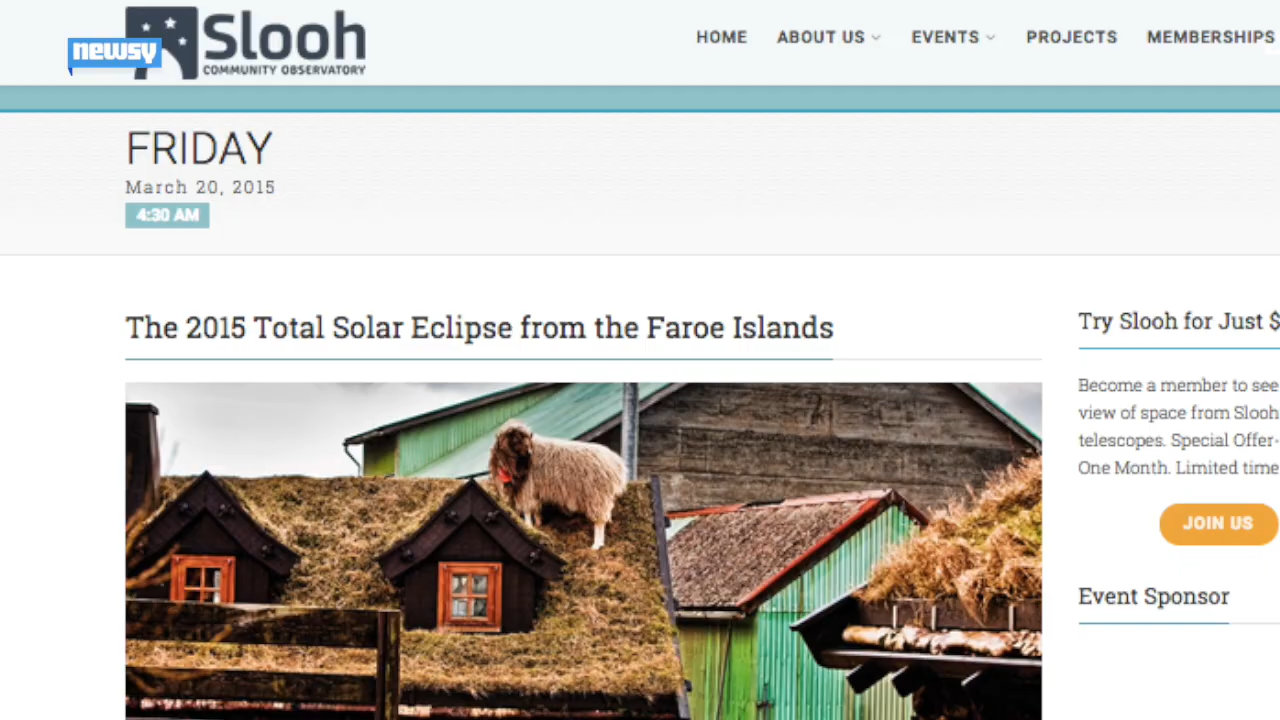 newsy
Slooh
COMMUNITY OBSERVATORY
HOME ABOUT US EVENTS PROJECTS MEMBERSHIPS
FRIDAY
March 20, 2015
4:30 AM
The 2015 Total Solar Eclipse from the Faroe Islands
Try Slooh for Just $
Become a member to see
view of space from Slooh
telescopes. Special Offer-
One Month. Limited time
JOIN US
Event Sponsor